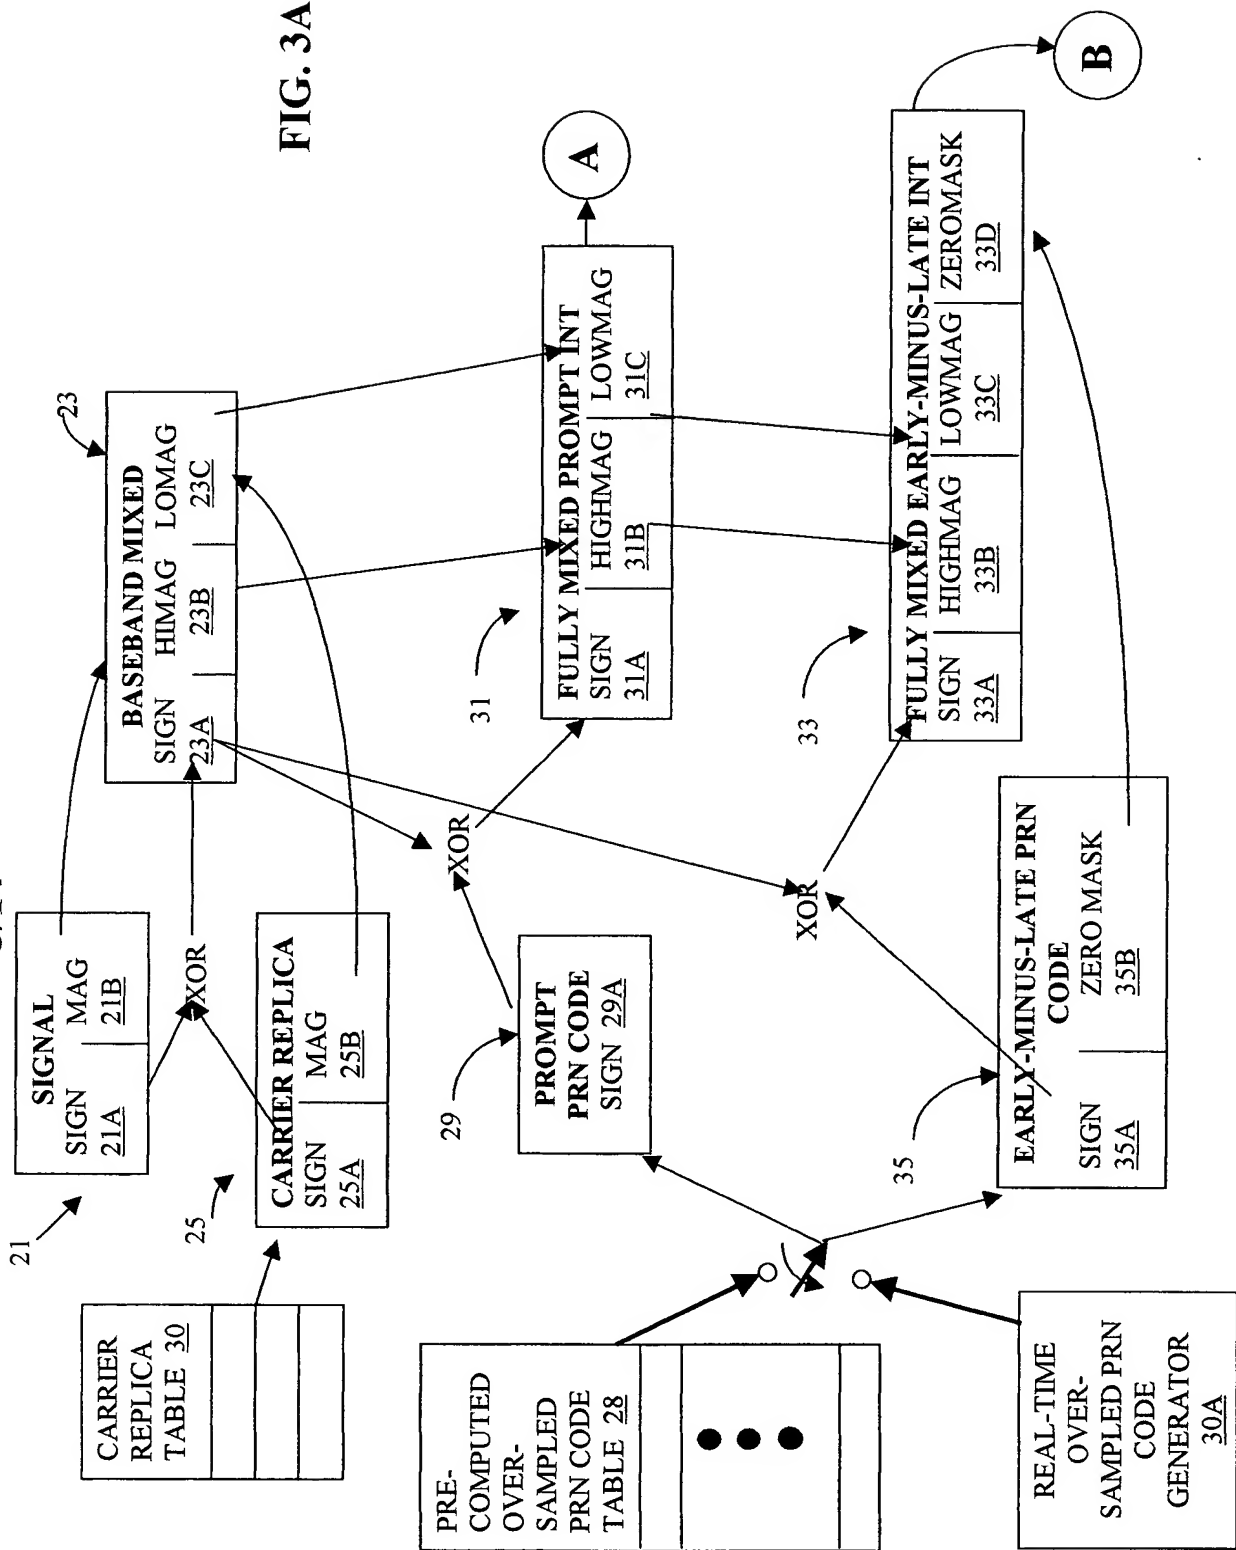 FIG. 3A
SIGNAL
SIGN MAG
21A 21B
21
XOR
CARRIER
REPLICA
TABLE 30
25
CARRIER REPLICA
SIGN MAG
25A 25B
23
BASEBAND MIXED
SIGN HIMAG LOMAG
23A 23B 23C
PRE-
COMPUTED
OVER-
SAMPLED
PRN CODE
TABLE 28
29
PROMPT
PRN CODE
SIGN 29A
XOR
31
FULLY MIXED PROMPT INT
SIGN HIGHMAG LOWMAG
31A 31B 31C
A
REAL-TIME
OVER-
SAMPLED PRN
CODE
GENERATOR
30A
35
EARLY-MINUS-LATE PRN
CODE
SIGN ZERO MASK
35A 35B
XOR
33
FULLY MIXED EARLY-MINUS-LATE INT
SIGN HIGHMAG LOWMAG ZEROMASK
33A 33B 33C 33D
B